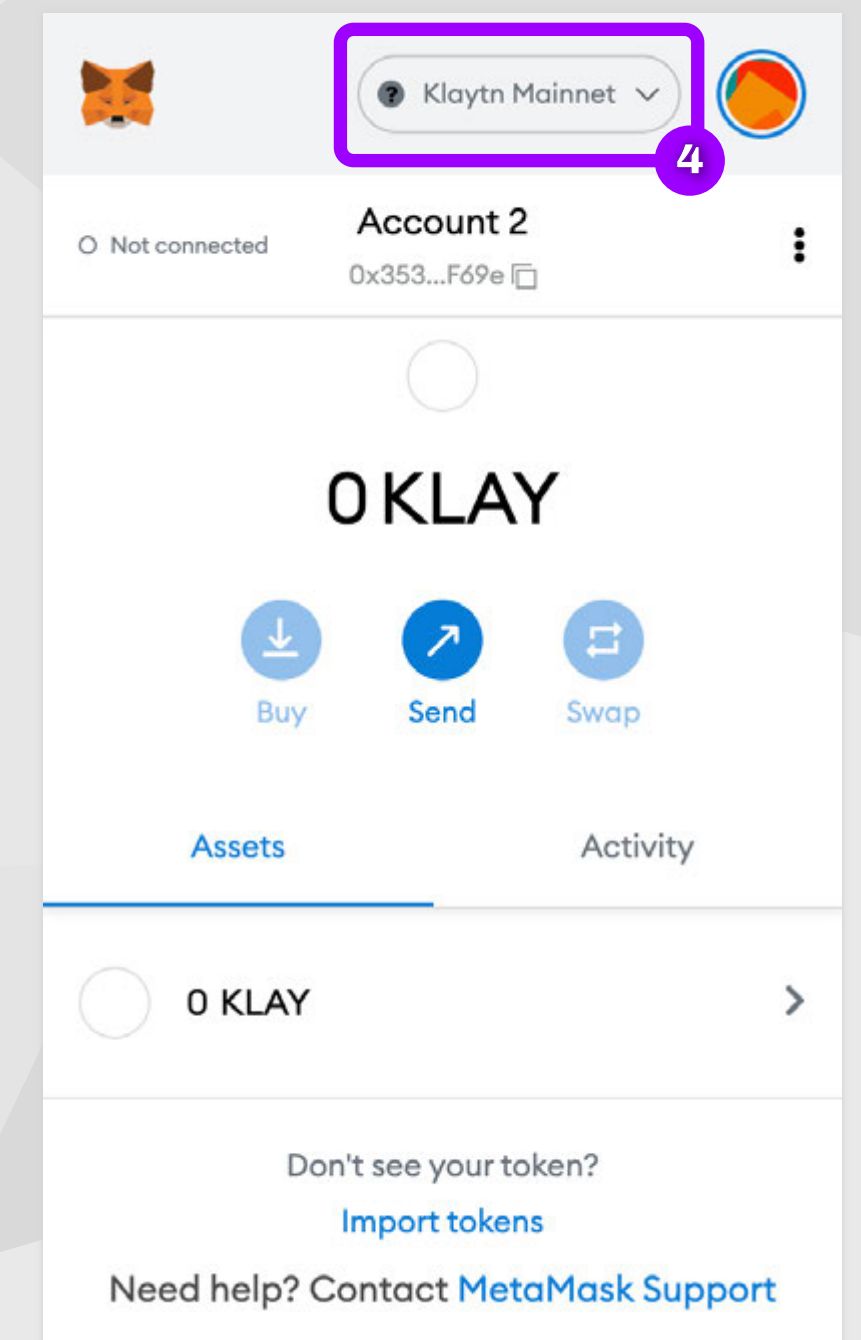 ? Klaytn Mainnet
4
Account 2
Not connected
0x353...F69e
0 KLAY
Buy Send Swap
Assets Activity
0 KLAY
Don't see your token?
Import tokens
Need help? Contact MetaMask Support